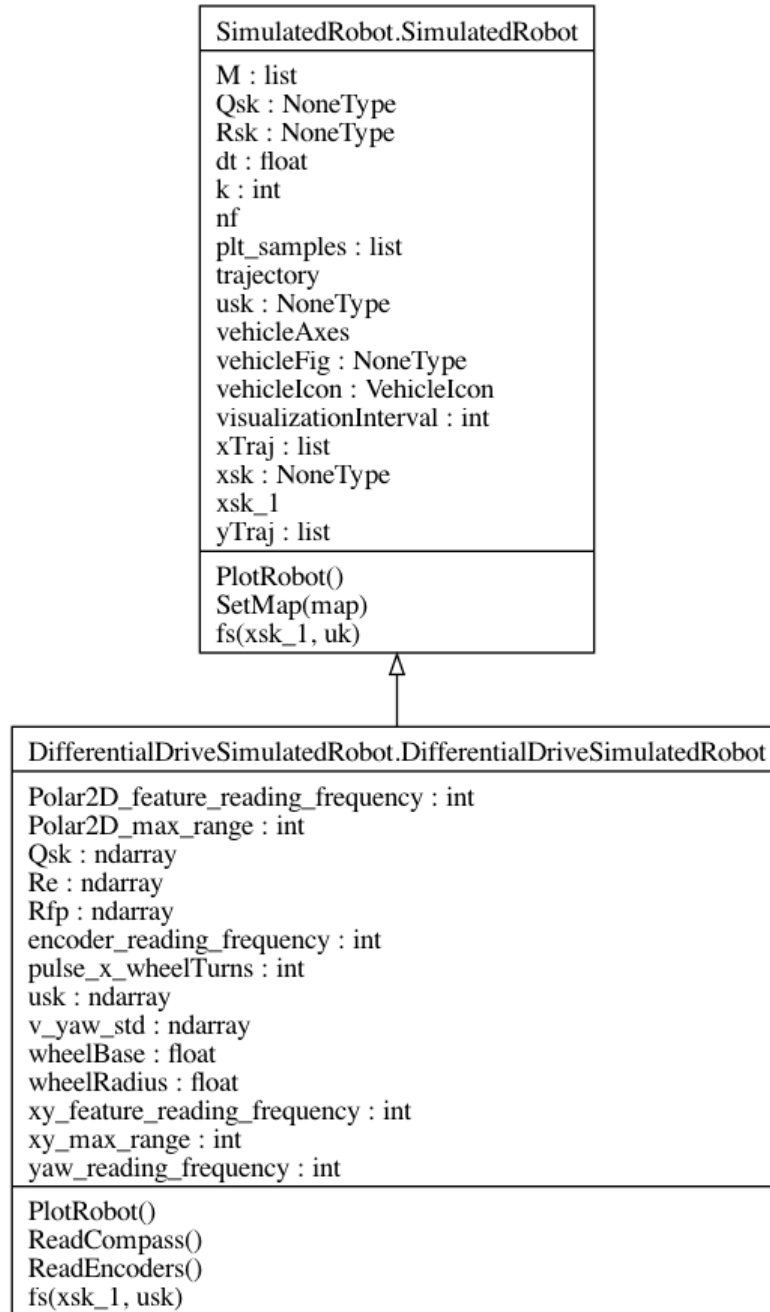 SimulatedRobot.SimulatedRobot
M : list
Qsk : NoneType
Rsk : NoneType
dt : float
k : int
nf
plt_samples : list
trajectory
usk : NoneType
vehicleAxes
vehicleFig : NoneType
vehicleIcon : VehicleIcon
visualizationInterval : int
xTraj : list
xsk : NoneType
xsk_1
yTraj : list
PlotRobot()
SetMap(map)
fs(xsk_1, uk)
DifferentialDriveSimulatedRobot.DifferentialDriveSimulatedRobot
Polar2D_feature_reading_frequency : int
Polar2D_max_range : int
Qsk : ndarray
Re : ndarray
Rfp : ndarray
encoder_reading_frequency : int
pulse_x_wheelTurns : int
usk : ndarray
v_yaw_std : ndarray
wheelBase : float
wheelRadius : float
xy_feature_reading_frequency : int
xy_max_range : int
yaw_reading_frequency : int
PlotRobot()
ReadCompass()
ReadEncoders()
fs(xsk_1, usk)